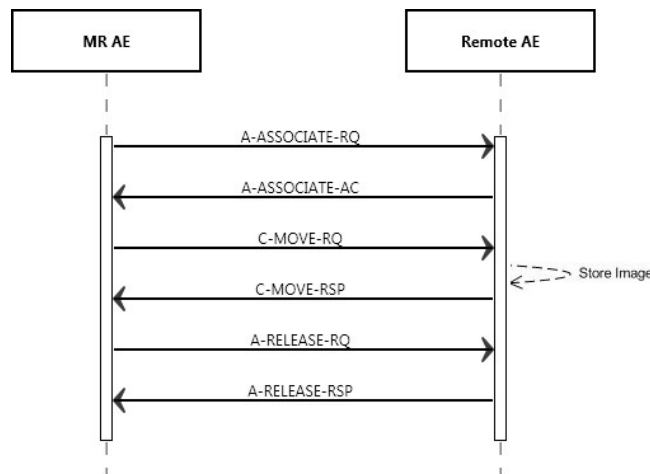 MR AE
Remote AE
A-ASSOCIATE-RQ
A-ASSOCIATE-AC
C-MOVE-RQ
Store Image
C-MOVE-RSP
A-RELEASE-RQ
A-RELEASE-RSP